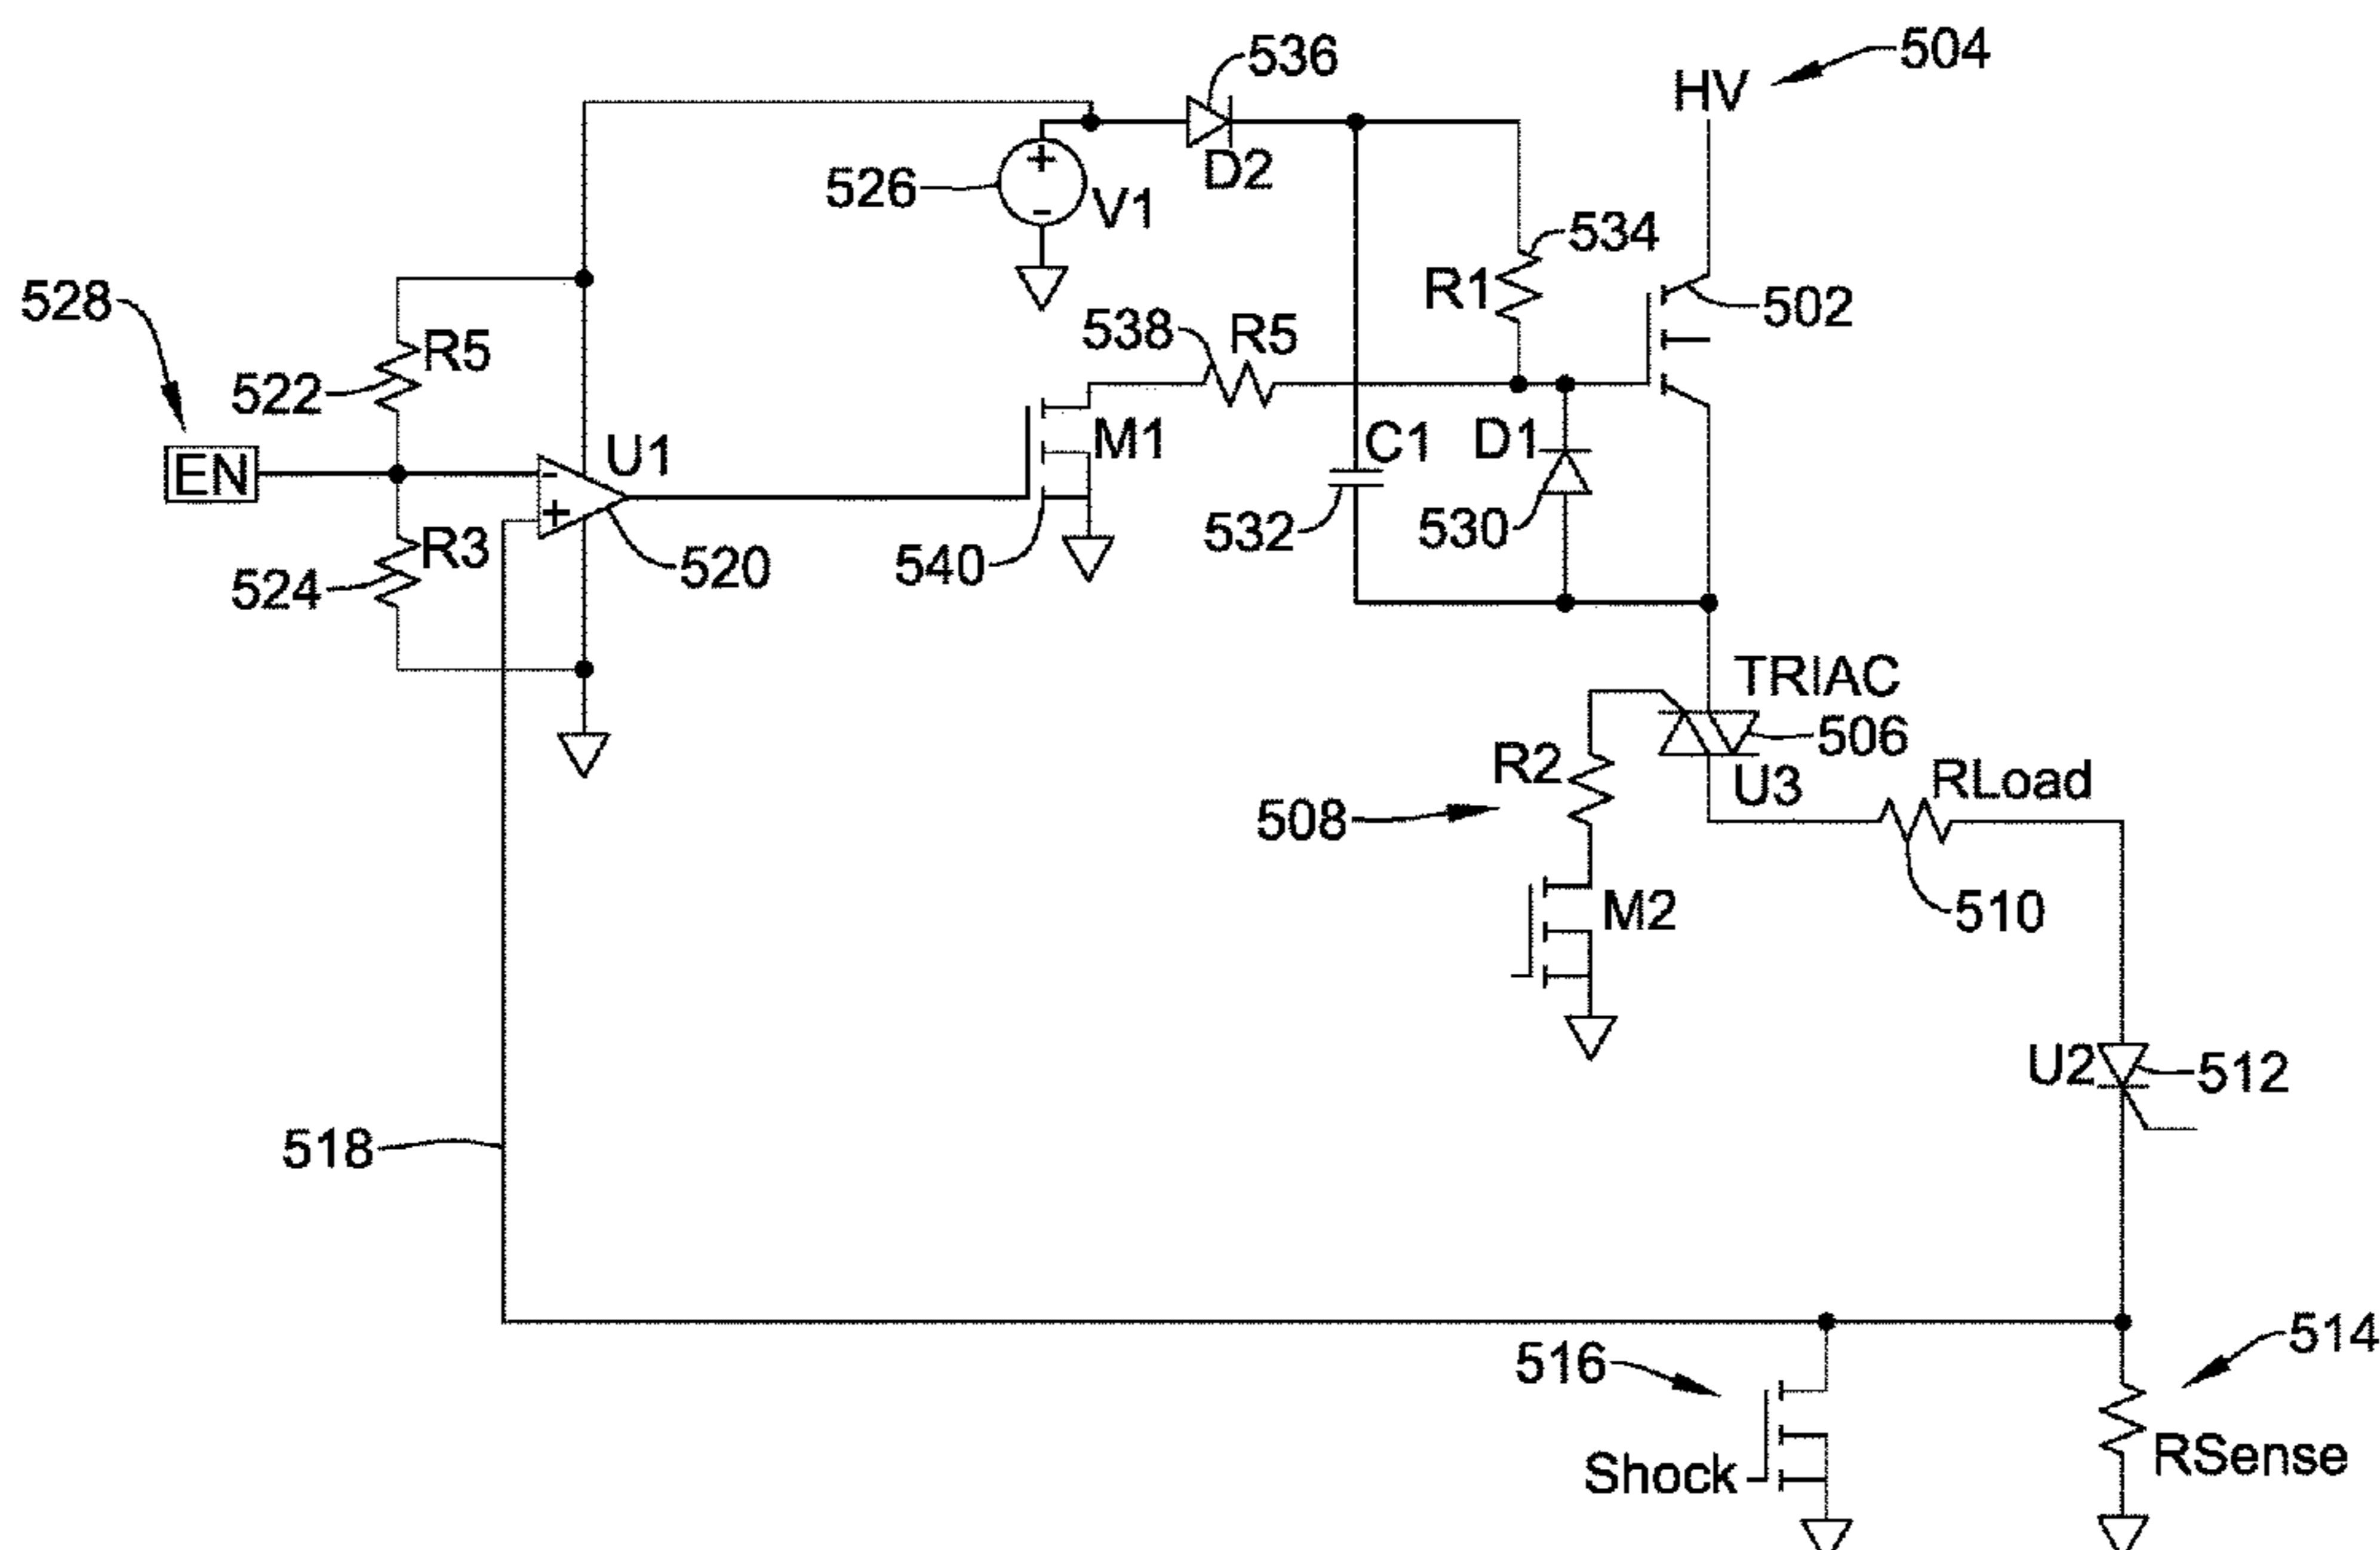 536
504
HV
D2
526
V1
534
528
R1
502
538
R5
R5
522
EN
U1
M1
C1
D1
532
530
R3
520
540
524
TRIAC
506
R2
U3
RLoad
508
M2
510
U2
512
518
514
516
Shock
RSense